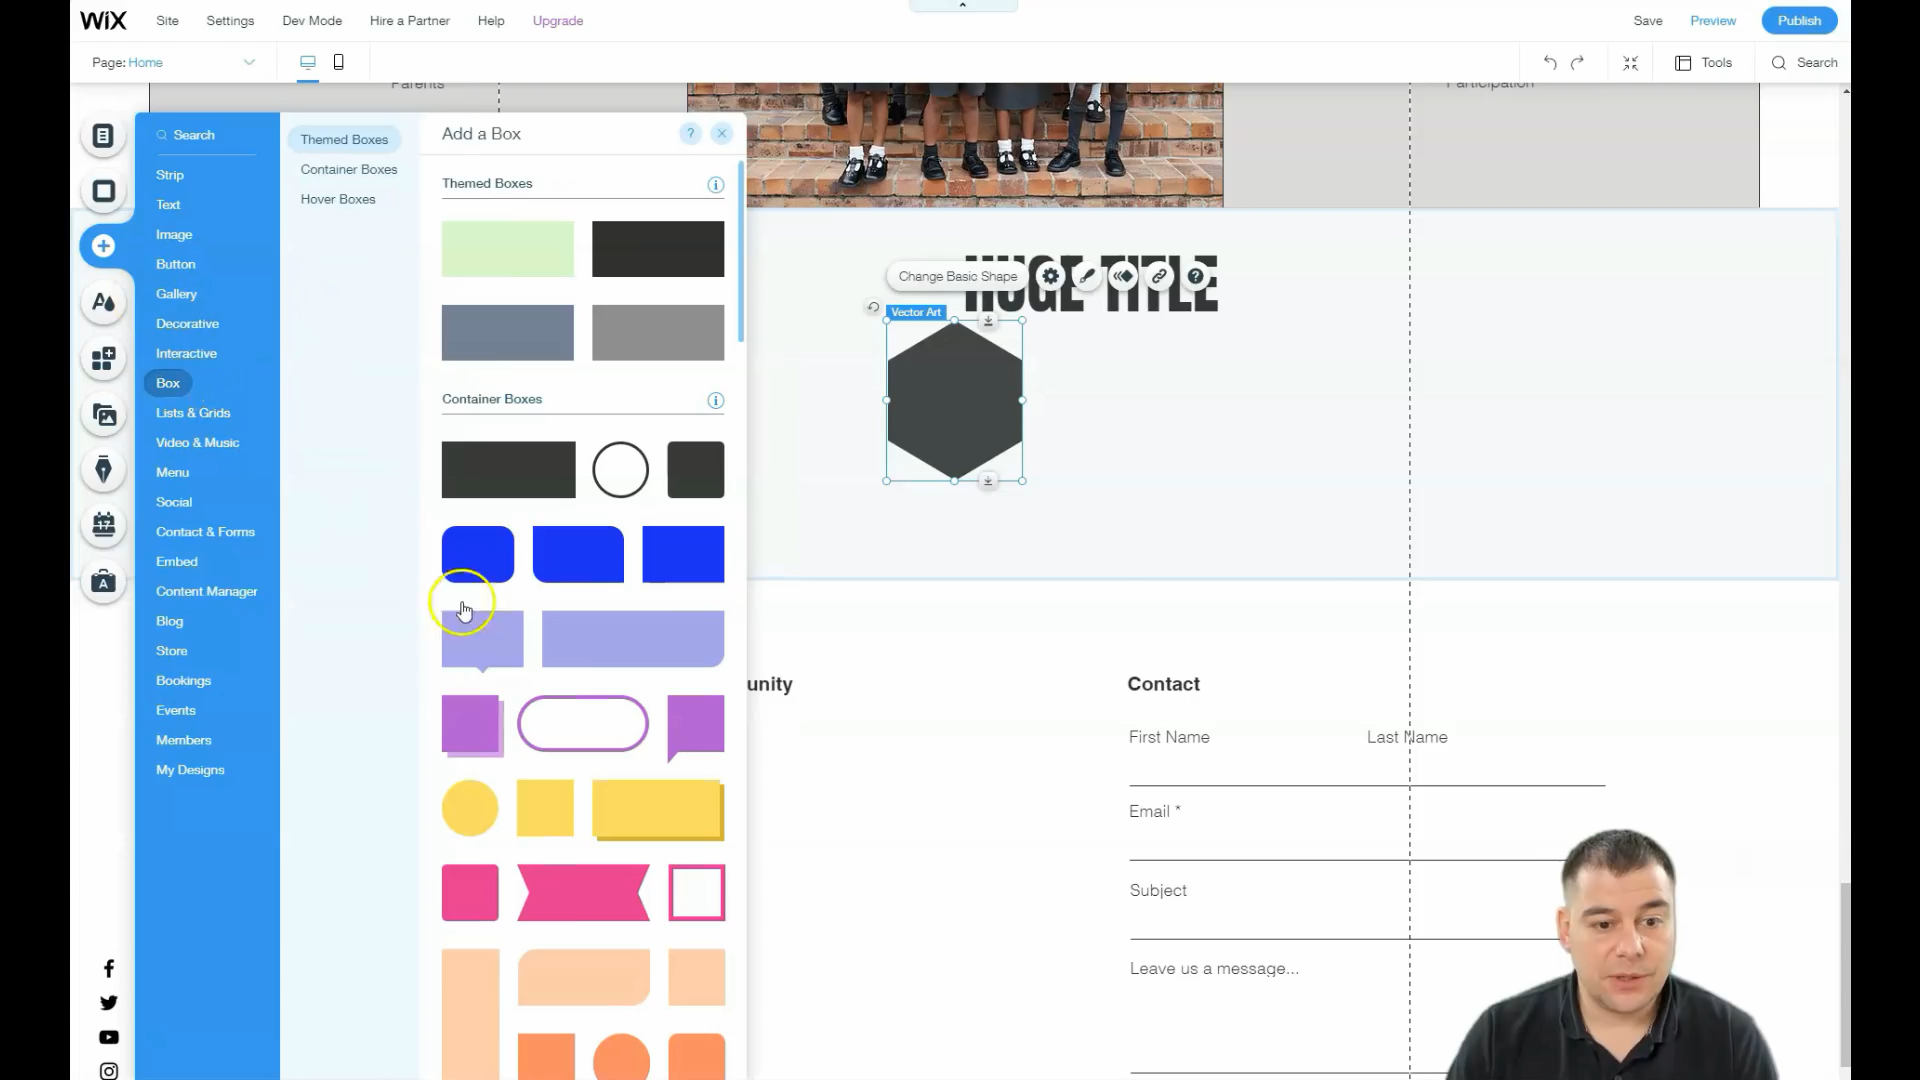 WiX Site Settings Dev Mode Hire a Partner Help Upgrade Save Preview Publish
Page: Home Tools Search
Parents Participation
Search
Strip
Text
Image
Button
Gallery
Decorative
Interactive
Box
Lists & Grids
Video & Music
Menu
Social
Contact & Forms
Embed
Content Manager
Blog
Store
Bookings
Events
Members
My Designs
Themed Boxes
Container Boxes
Hover Boxes
Add a Box ?
Themed Boxes i
Container Boxes i
HUGE TITLE
Change Basic Shape ?
Vector Art
unity
Contact
First Name Last Name
Email *
Subject
Leave us a message...
17
A